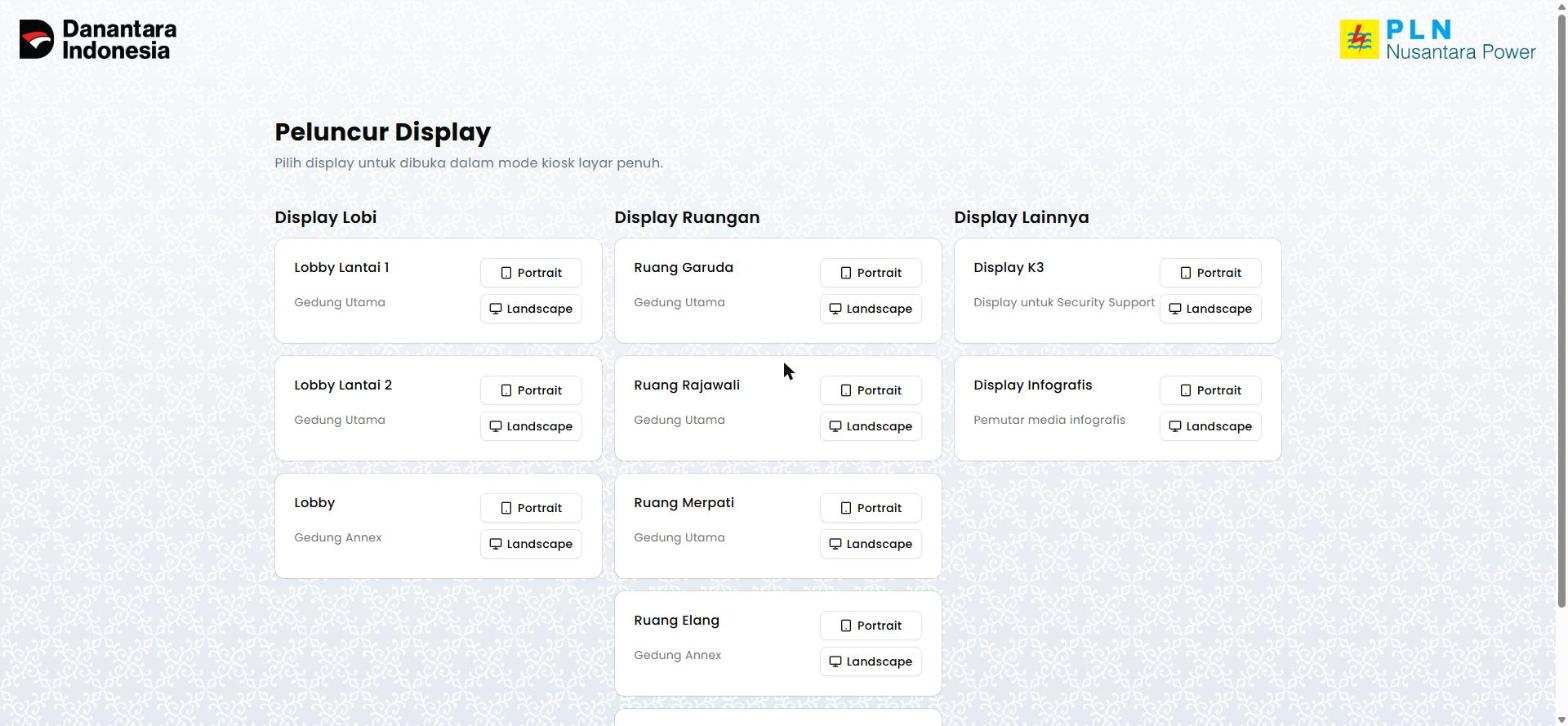 Danantara
Indonesia
PLN
Nusantara Power
Peluncur Display
Pilih display untuk dibuka dalam mode kiosk layar penuh.
Display Lobi
Lobby Lantai 1
Portrait
Gedung Utama
Landscape
Lobby Lantai 2
Portrait
Gedung Utama
Landscape
Lobby
Portrait
Gedung Annex
Landscape
Display Ruangan
Ruang Garuda
Portrait
Gedung Utama
Landscape
Ruang Rajawali
Portrait
Gedung Utama
Landscape
Ruang Merpati
Portrait
Gedung Utama
Landscape
Ruang Elang
Portrait
Gedung Annex
Landscape
Display Lainnya
Display K3
Portrait
Display untuk Security Support
Landscape
Display Infografis
Portrait
Pemutar media infografis
Landscape